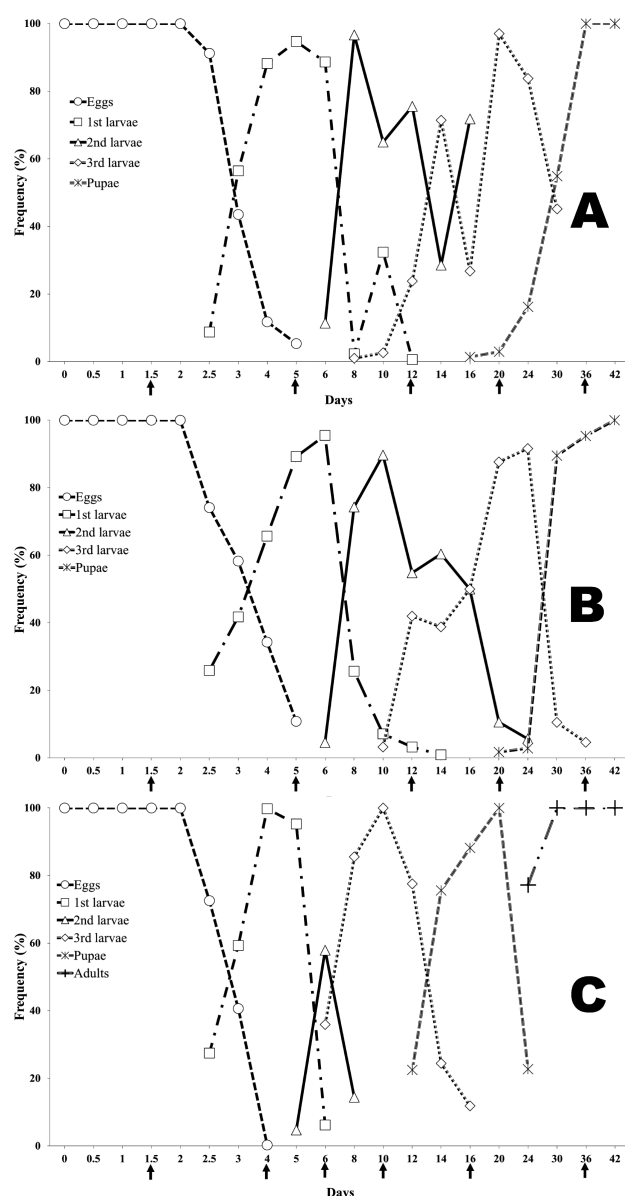 100
80
60
40
20
0
Frequency (%)
Eggs
1st larvae
2nd larvae
3rd larvae
Pupae
A
0 0.5 1 1.5 2 2.5 3 4 5 6 8 10 12 14 16 20 24 30 36 42
Days
100
80
60
40
20
0
Frequency (%)
Eggs
1st larvae
2nd larvae
3rd larvae
Pupae
B
0 0.5 1 1.5 2 2.5 3 4 5 6 8 10 12 14 16 20 24 30 36 42
100
80
60
40
20
0
Frequency (%)
Eggs
1st larvae
2nd larvae
3rd larvae
Pupae
Adults
C
0 0.5 1 1.5 2 2.5 3 4 5 6 8 10 12 14 16 20 24 30 36 42
Days